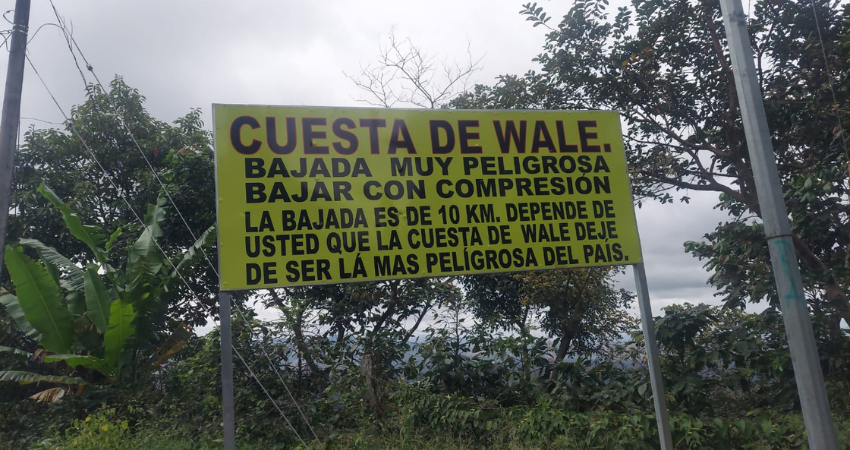 CUESTA DE WALE.
BAJADA MUY PELIGROSA
BAJAR CON COMPRESIÓN
LA BAJADA ES DE 10 KM. DEPENDE DE
USTED QUE LA CUESTA DE WALE DEJE
DE SER LÁ MAS PELÍGROSA DEL PAÍS.